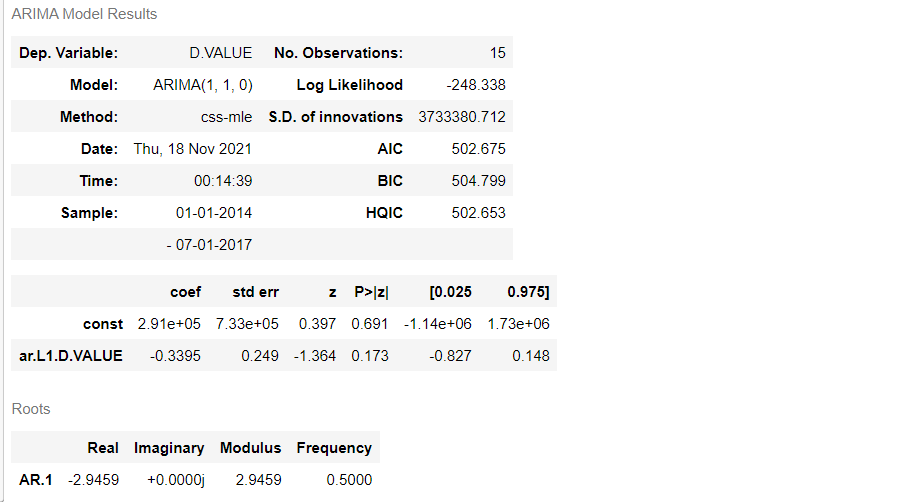 ARIMA Model Results
Dep. Variable: D.VALUE No. Observations: 15
Model: ARIMA(1, 1, 0) Log Likelihood -248.338
Method: css-mle S.D. of innovations 3733380.712
Date: Thu, 18 Nov 2021 AIC 502.675
Time: 00:14:39 BIC 504.799
Sample: 01-01-2014 HQIC 502.653
- 07-01-2017
coef std err z P>|z| [0.025 0.975]
const 2.91e+05 7.33e+05 0.397 0.691 -1.14e+06 1.73e+06
ar.L1.D.VALUE -0.3395 0.249 -1.364 0.173 -0.827 0.148
Roots
Real Imaginary Modulus Frequency
AR.1 -2.9459 +0.0000j 2.9459 0.5000